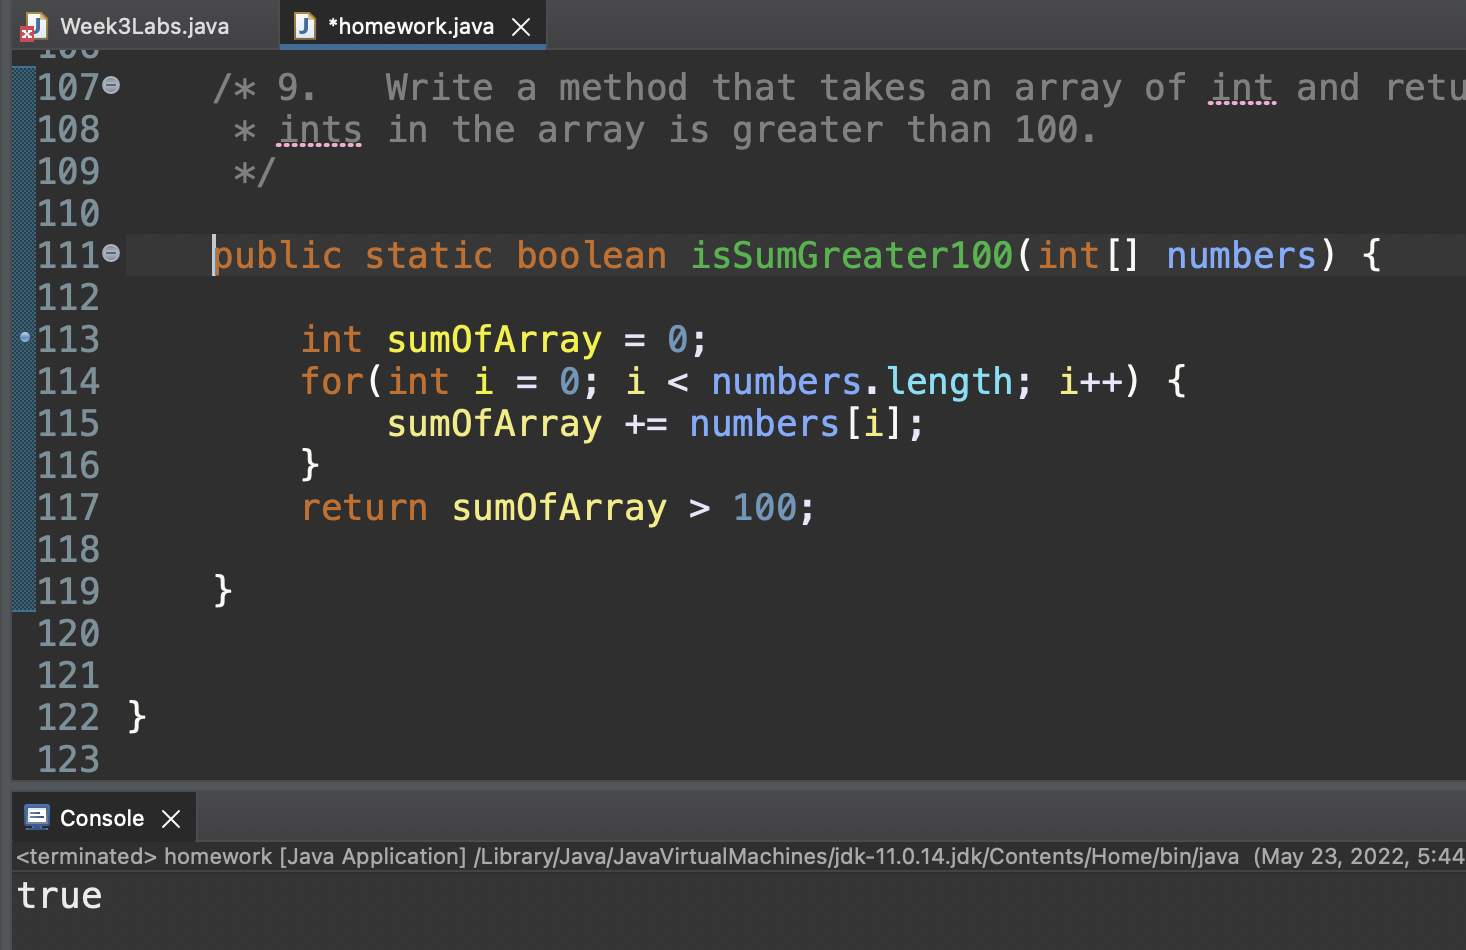 Week3Labs.java *homework.java
106
107 /* 9. Write a method that takes an array of int and retu
108 * ints in the array is greater than 100.
109 */
110
111 public static boolean isSumGreater100(int[] numbers) {
112
113 int sumOfArray = 0;
114 for(int i = 0; i < numbers.length; i++) {
115 sumOfArray += numbers[i];
116 }
117 return sumOfArray > 100;
118
119 }
120
121
122 }
123
Console
<terminated> homework [Java Application] /Library/Java/JavaVirtualMachines/jdk-11.0.14.jdk/Contents/Home/bin/java (May 23, 2022, 5:44
true